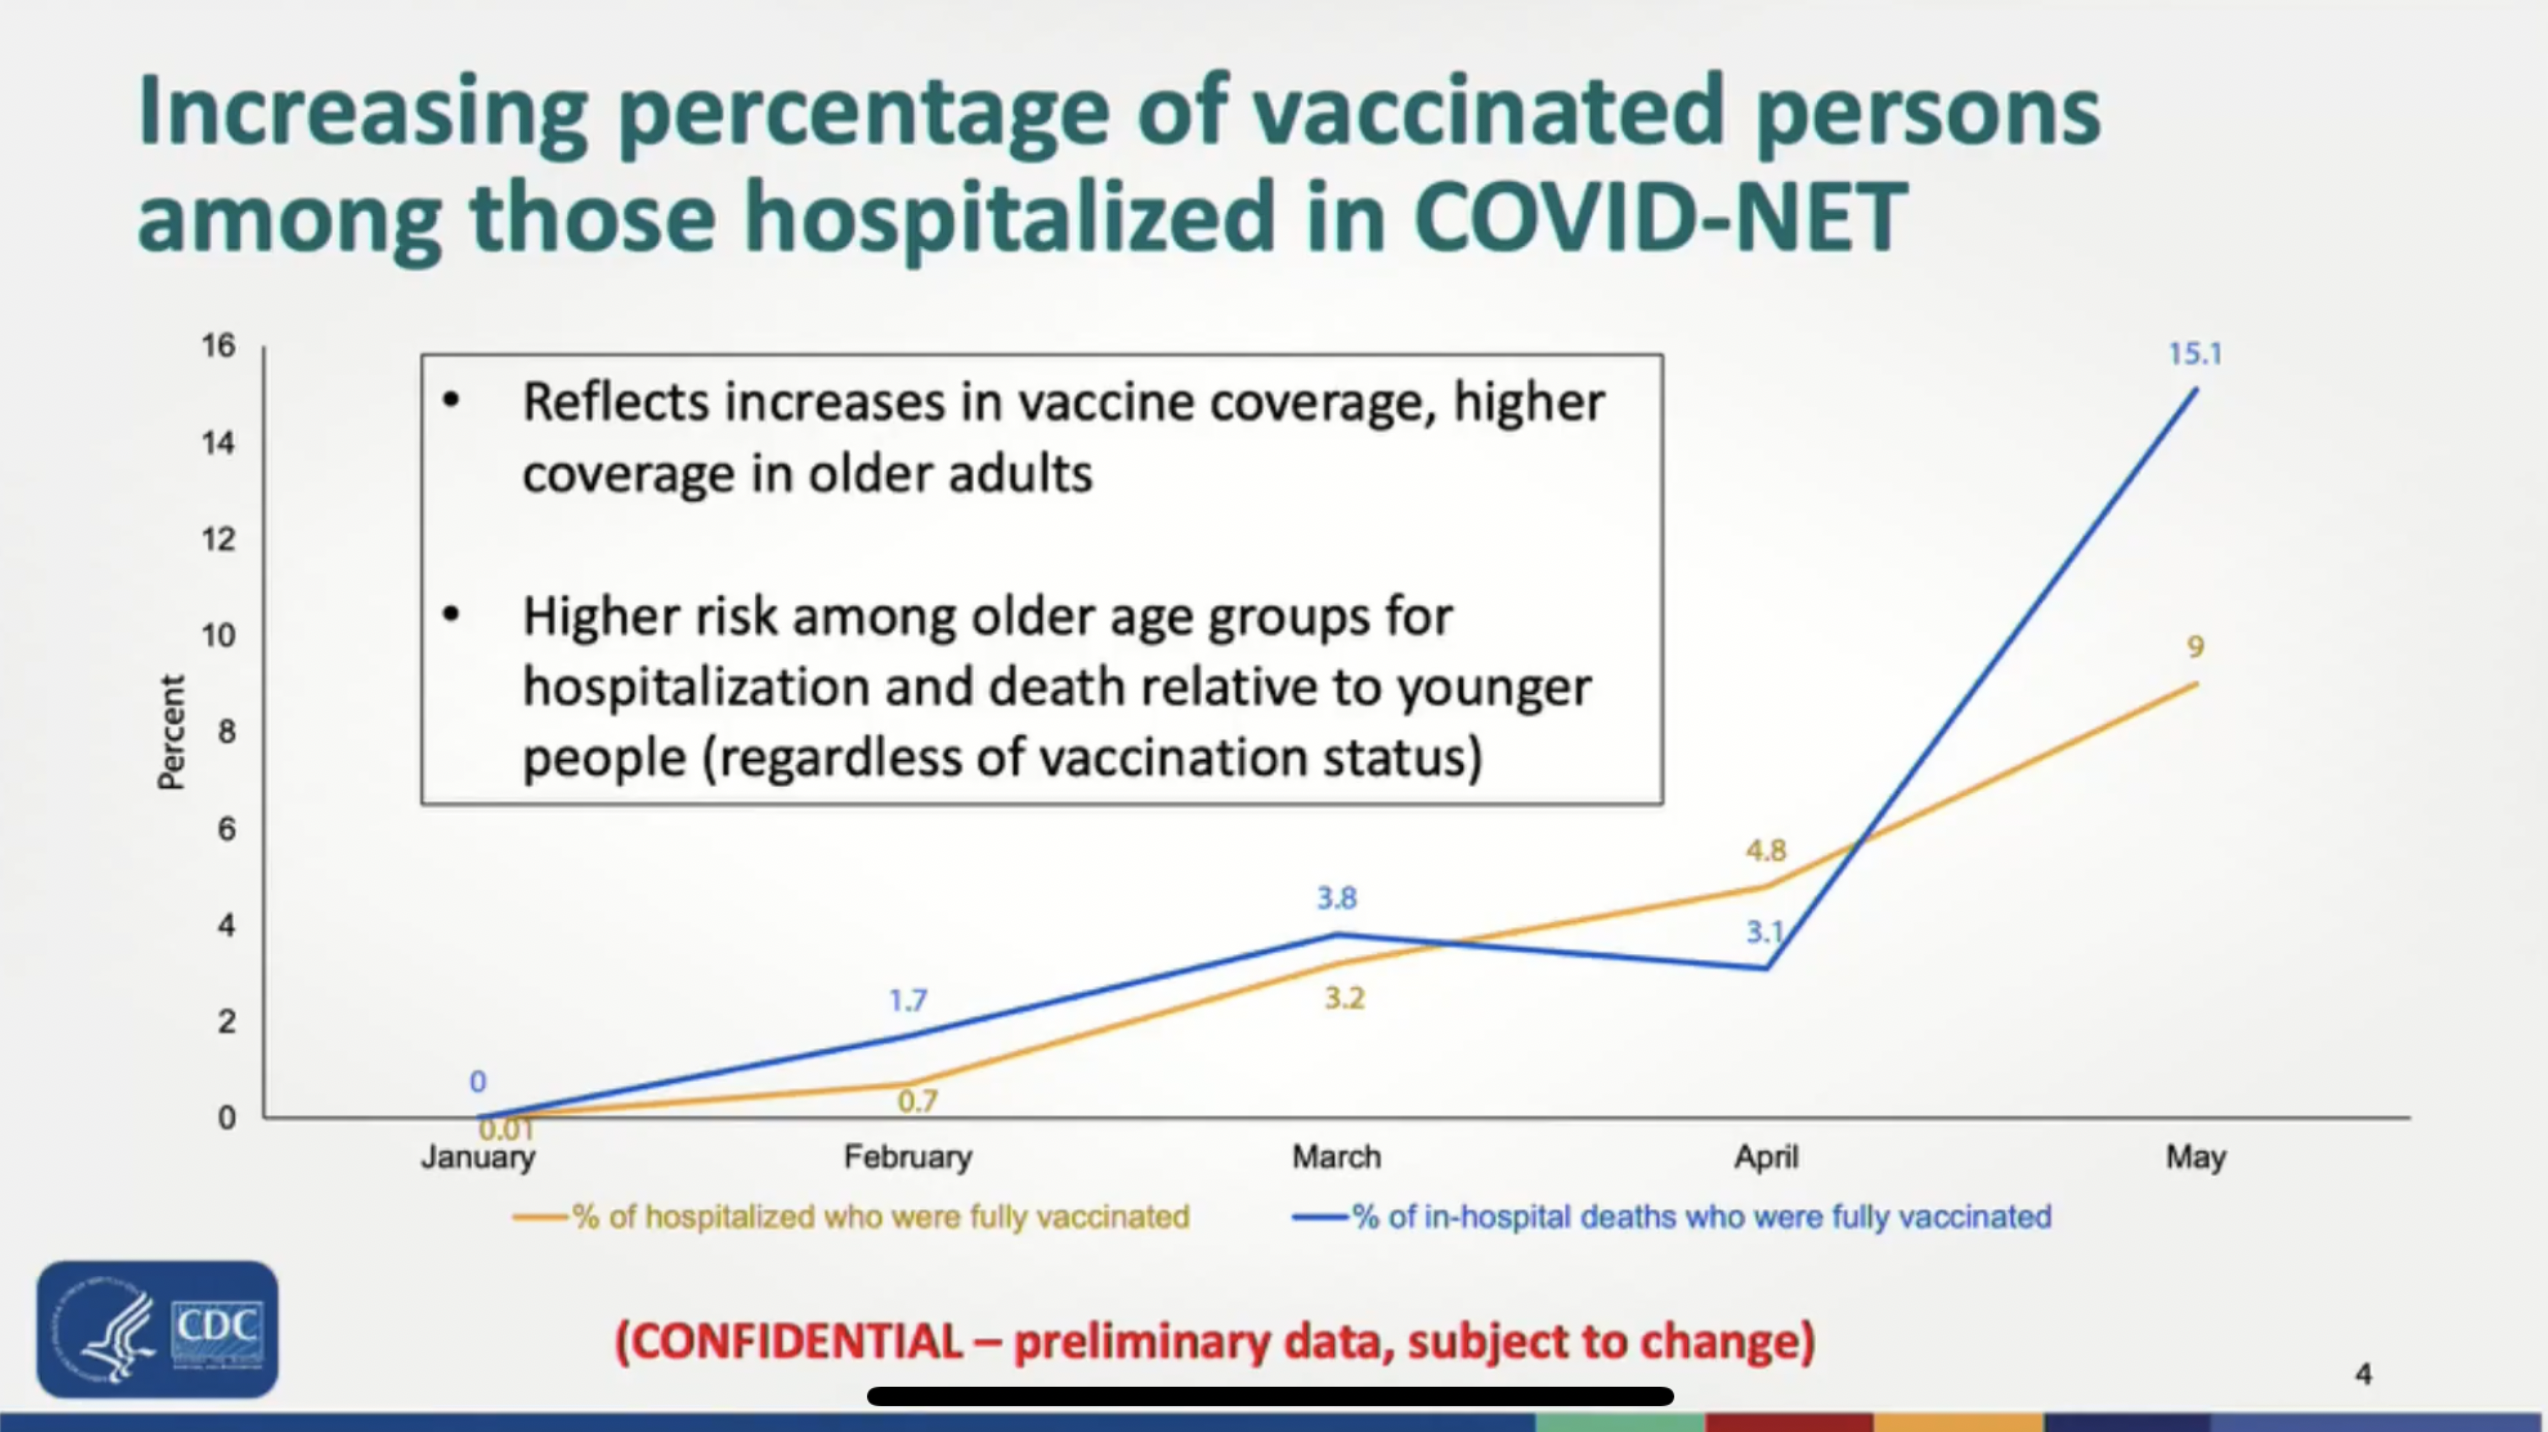 Increasing percentage of vaccinated persons
among those hospitalized in COVID-NET
16
14
12
10
8
6
4
2
0
Percent
• Reflects increases in vaccine coverage, higher
coverage in older adults
• Higher risk among older age groups for
hospitalization and death relative to younger
people (regardless of vaccination status)
15.1
9
4.8
3.1
3.8
3.2
1.7
0.7
0
0.01
January February March April May
% of hospitalized who were fully vaccinated % of in-hospital deaths who were fully vaccinated
CDC
(CONFIDENTIAL – preliminary data, subject to change)
4